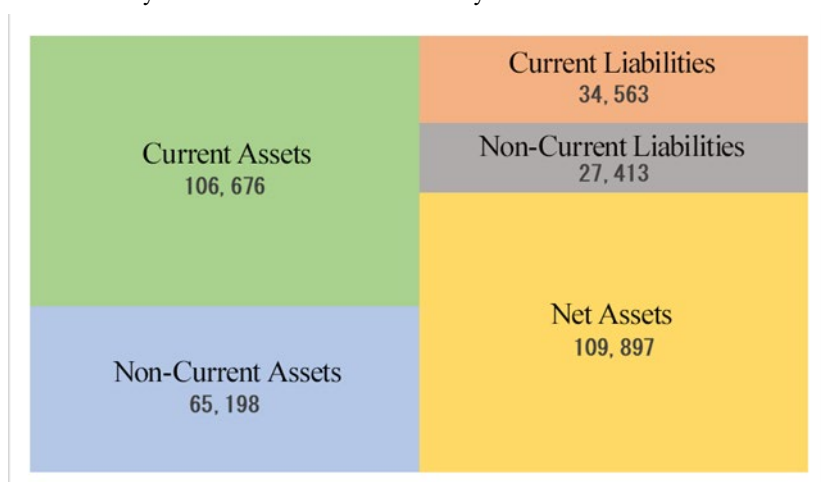 Current Assets
106, 676
Non-Current Assets
65, 198
Current Liabilities
34, 563
Non-Current Liabilities
27, 413
Net Assets
109, 897